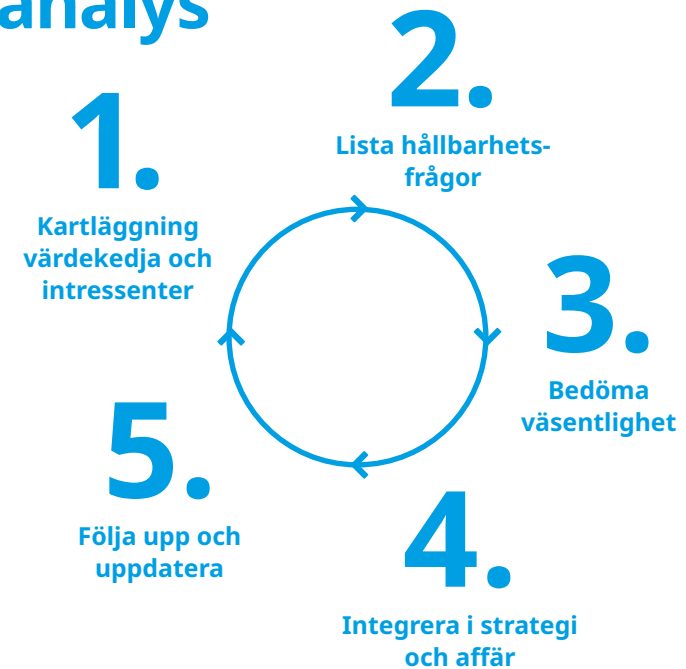 analys
1.
Kartläggning
värdekedja och
intressenter
2.
Lista hållbarhets-
frågor
3.
Bedöma
väsentlighet
4.
Integrera i strategi
och affär
5.
Följa upp och
uppdatera